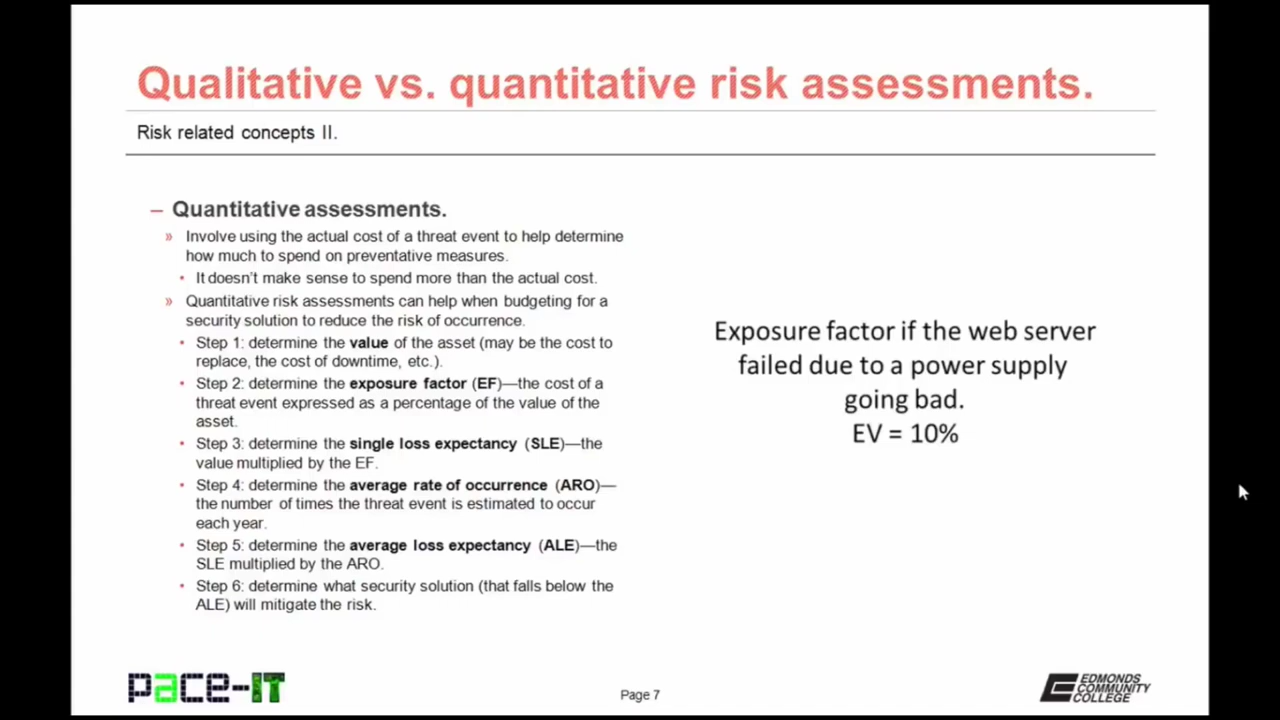 Qualitative vs. quantitative risk assessments.
Risk related concepts II.
– Quantitative assessments.
» Involve using the actual cost of a threat event to help determine
how much to spend on preventative measures.
• It doesn't make sense to spend more than the actual cost.
» Quantitative risk assessments can help when budgeting for a
security solution to reduce the risk of occurrence.
• Step 1: determine the value of the asset (may be the cost to
replace, the cost of downtime, etc.).
• Step 2: determine the exposure factor (EF)—the cost of a
threat event expressed as a percentage of the value of the
asset.
• Step 3: determine the single loss expectancy (SLE)—the
value multiplied by the EF.
• Step 4: determine the average rate of occurrence (ARO)—
the number of times the threat event is estimated to occur
each year.
• Step 5: determine the average loss expectancy (ALE)—the
SLE multiplied by the ARO.
• Step 6: determine what security solution (that falls below the
ALE) will mitigate the risk.
Exposure factor if the web server
failed due to a power supply
going bad.
EV = 10%
pace-IT
Page 7
EDMONDS
COMMUNITY
COLLEGE